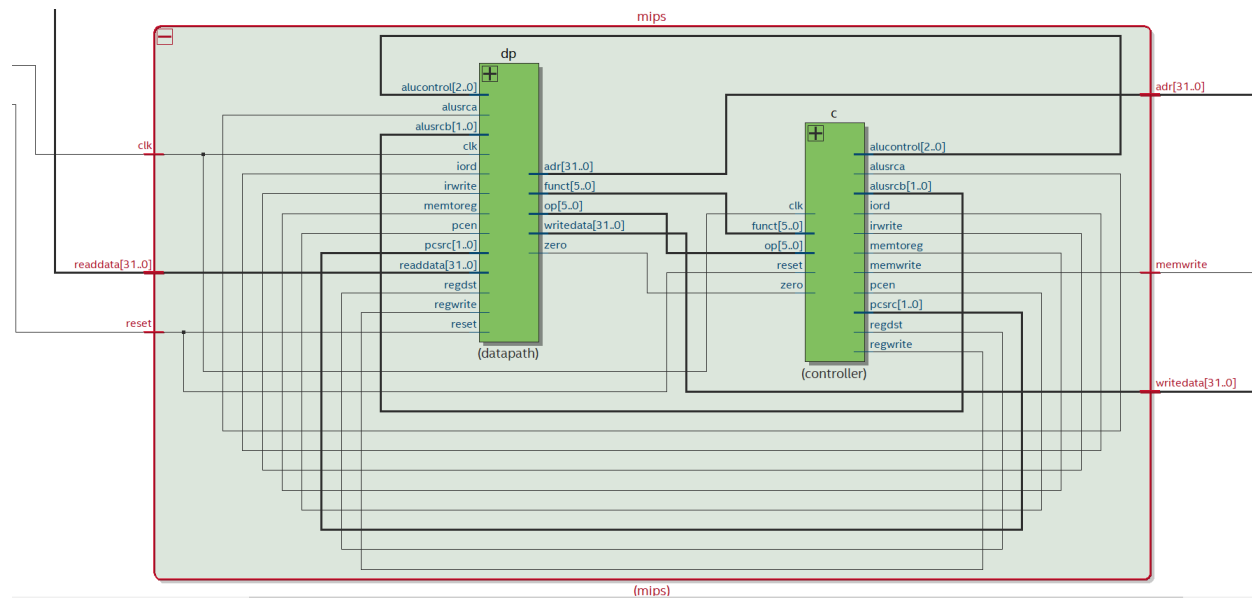 mips
dp
alucontrol[2..0]
alusrca
alusrcb[1..0]
clk
iord
irwrite
memtoreg
pcen
pcsrc[1..0]
readdata[31..0]
regdst
regwrite
reset
adr[31..0]
funct[5..0]
op[5..0]
writedata[31..0]
zero
(datapath)
c
clk
funct[5..0]
op[5..0]
reset
zero
alucontrol[2..0]
alusrca
alusrcb[1..0]
iord
irwrite
memtoreg
memwrite
pcen
pcsrc[1..0]
regdst
regwrite
(controller)
clk
readdata[31..0]
reset
adr[31..0]
memwrite
writedata[31..0]
(mips)